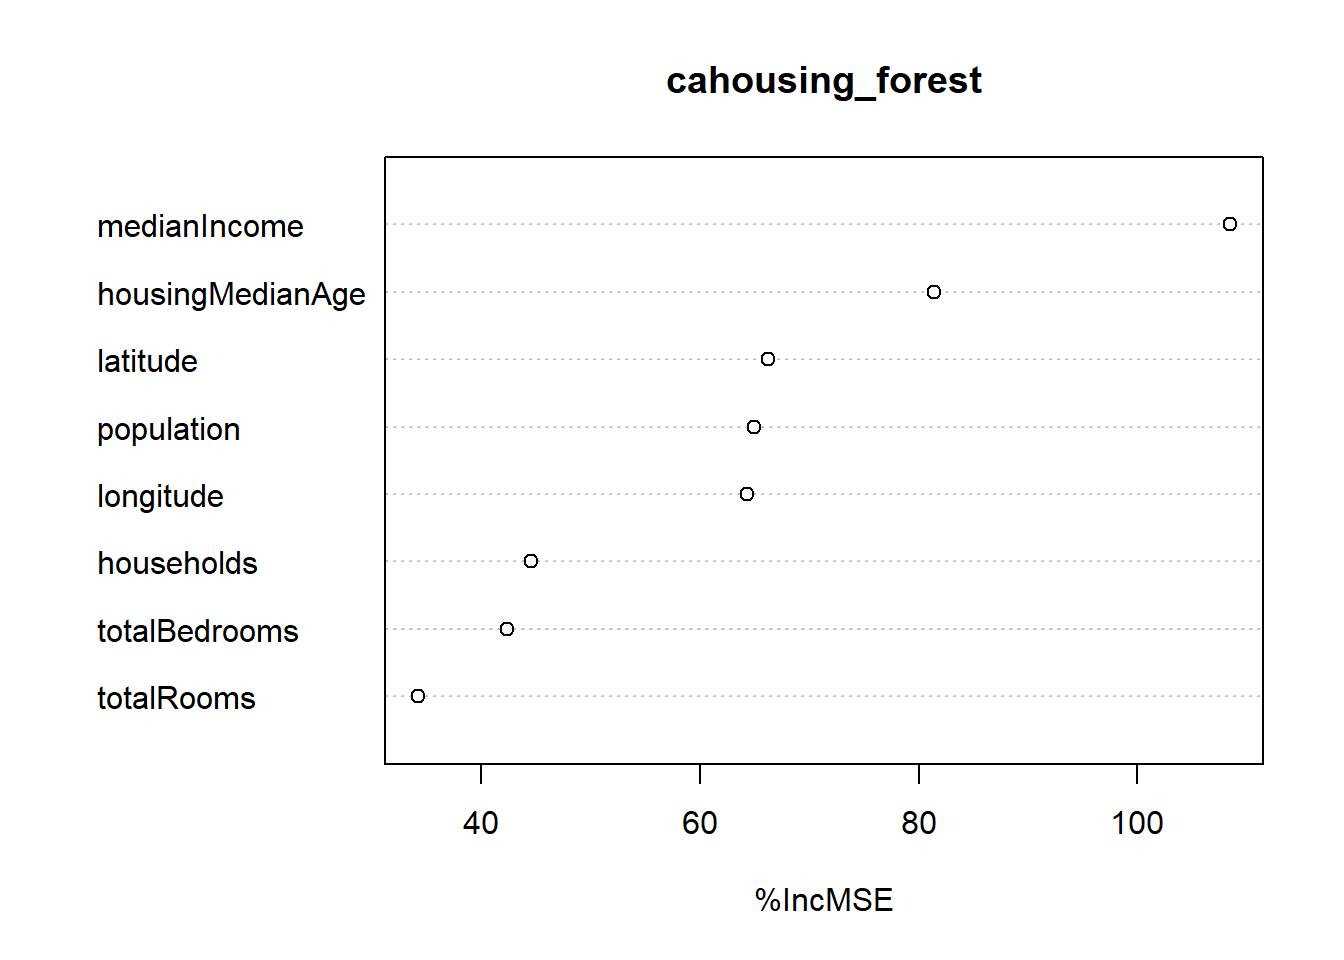 cahousing_forest
medianIncome
housingMedianAge
latitude
population
longitude
households
totalBedrooms
totalRooms
40 60 80 100
%IncMSE